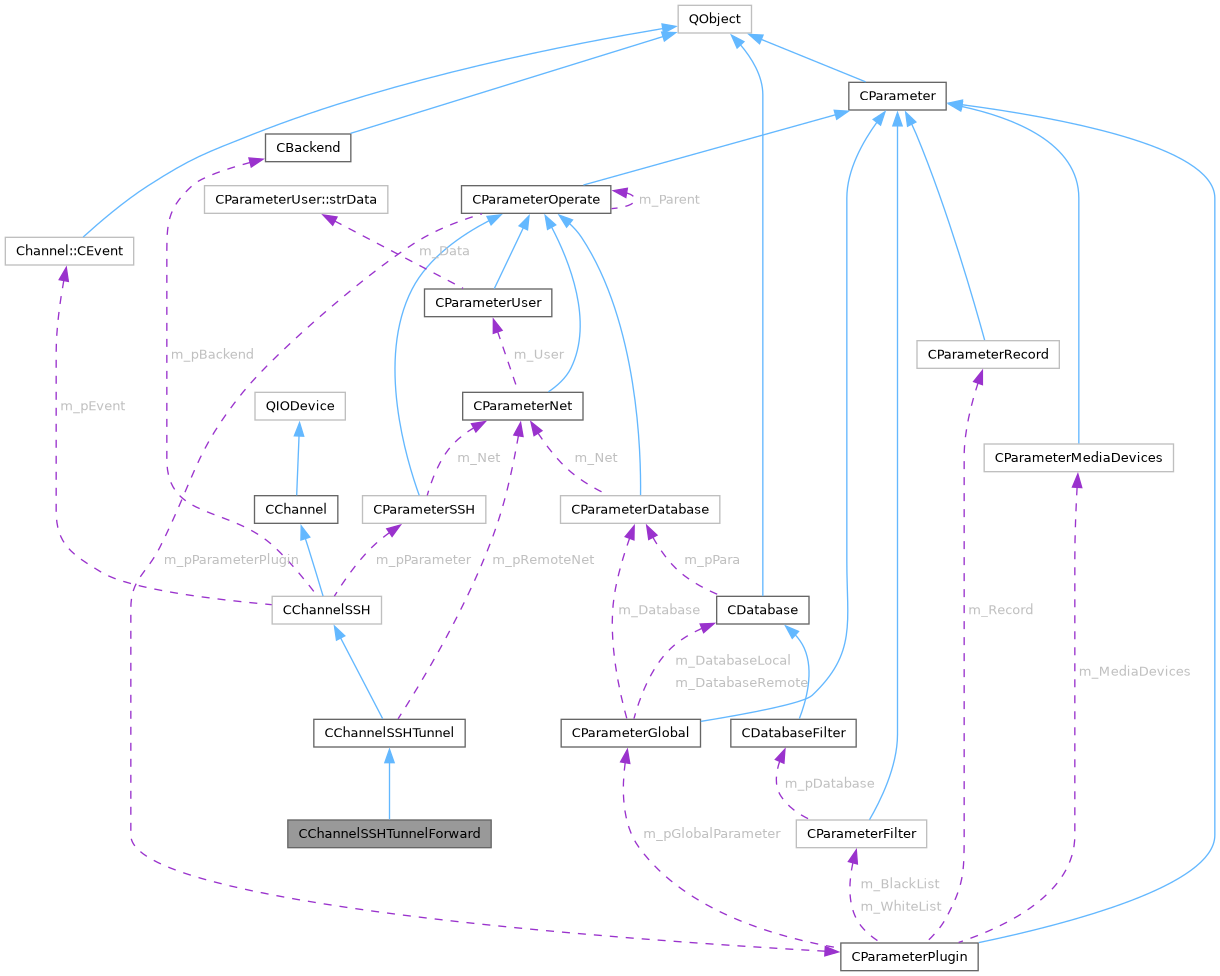 QObject
CParameter
CBackend
CParameterUser::strData
CParameterOperate
m_Parent
Channel::CEvent
m_Data
CParameterUser
m_pBackend
m_User
CParameterRecord
m_pEvent
QIODevice
CParameterNet
m_Net
m_Net
CParameterMediaDevices
CChannel
CParameterSSH
CParameterDatabase
m_pParameterPlugin
m_pParameter
m_pRemoteNet
m_pPara
CChannelSSH
m_Database
CDatabase
m_Record
m_DatabaseLocal
m_DatabaseRemote
m_MediaDevices
CChannelSSHTunnel
CParameterGlobal
CDatabaseFilter
m_pDatabase
CChannelSSHTunnelForward
m_pGlobalParameter
CParameterFilter
m_BlackList
m_WhiteList
CParameterPlugin